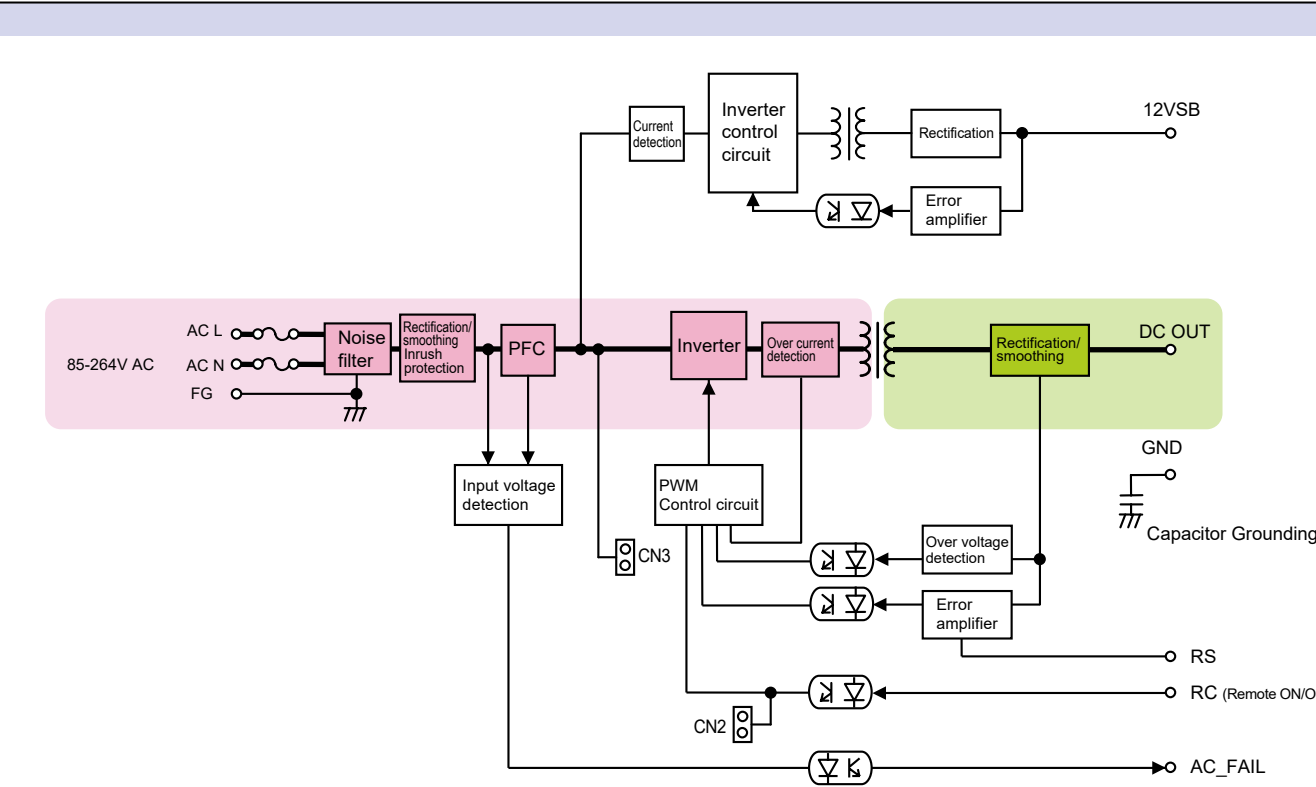 12VSB
Current
detection
Inverter
control
circuit
Rectification
Error
amplifier
85-264V AC
AC L
AC N
FG
Noise
filter
Rectification/
smoothing
Inrush
protection
PFC
Inverter
Over current
detection
Rectification/
smoothing
DC OUT
GND
Capacitor Grounding
Input voltage
detection
PWM
Control circuit
CN3
Over voltage
detection
Error
amplifier
RS
RC (Remote ON/O
CN2
AC_FAIL